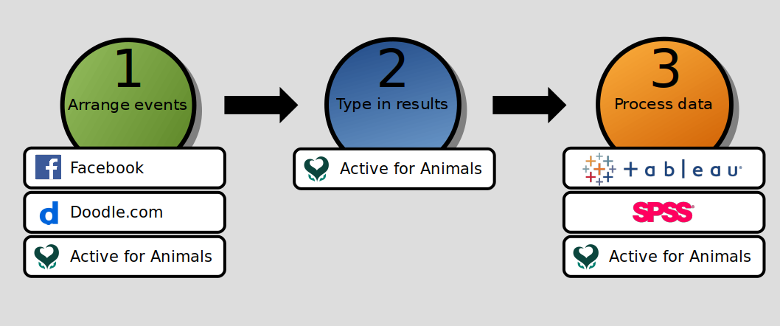 1
Arrange events
Facebook
Doodle.com
Active for Animals
2
Type in results
Active for Animals
3
Process data
+ableau
SPSS
Active for Animals